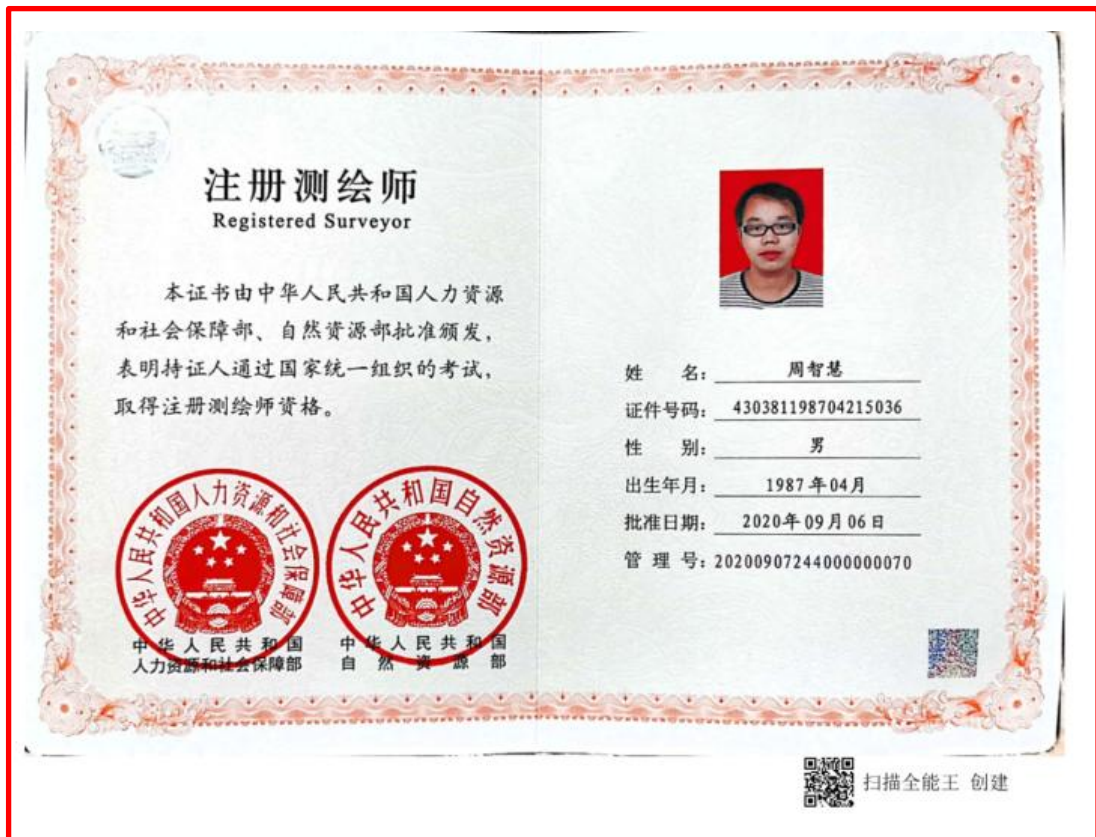 注册测绘师
Registered Surveyor
本证书由中华人民共和国人力资源
和社会保障部、自然资源部批准颁发，
表明持证人通过国家统一组织的考试，
取得注册测绘师资格。
中华人民共和国人力资源和社会保障部
中华人民共和国自然资源部
中华人民共和国
人力资源和社会保障部
中华人民共和国
自然资源部
姓 名： 周智慧
证件号码： 430381198704215036
性 别： 男
出生年月： 1987年04月
批准日期： 2020年09月06日
管 理 号： 20200907244000000070
扫描全能王 创建